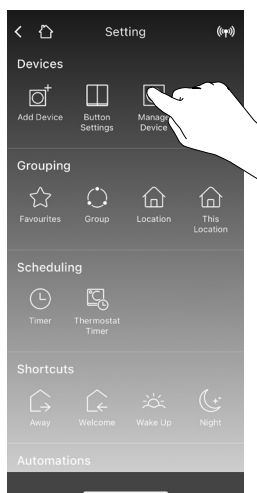 Setting
Devices
Add Device
Button
Settings
Manage
Device
Grouping
Favourites
Group
Location
This
Location
Scheduling
Timer
Thermostat
Timer
Shortcuts
Away
Welcome
Wake Up
Night
Automations